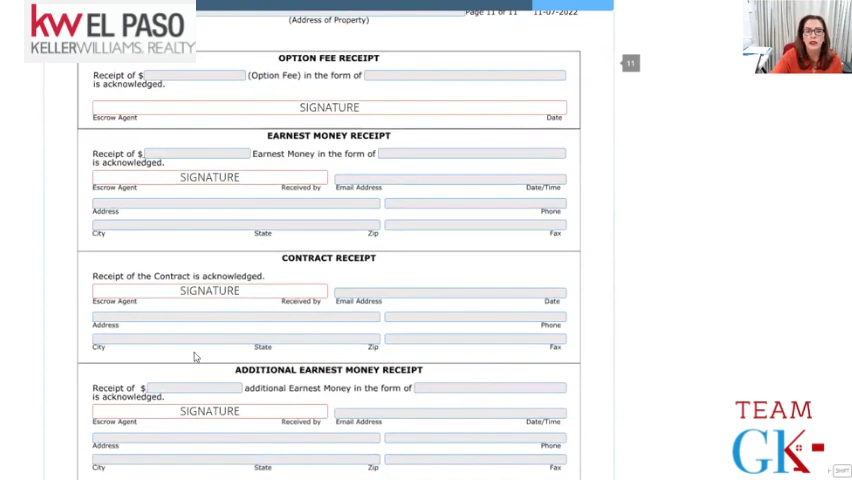 kw EL PASO
KELLERWILLIAMS. REALTY
(Address of Property)
Page 11 of 11 11-07-2022
11
OPTION FEE RECEIPT
Receipt of $ (Option Fee) in the form of
is acknowledged.
SIGNATURE
Escrow Agent Date
EARNEST MONEY RECEIPT
Receipt of $ Earnest Money in the form of
is acknowledged.
SIGNATURE
Escrow Agent Received by Email Address Date/Time
Address Phone
City State Zip Fax
CONTRACT RECEIPT
Receipt of the Contract is acknowledged.
SIGNATURE
Escrow Agent Received by Email Address Date
Address Phone
City State Zip Fax
ADDITIONAL EARNEST MONEY RECEIPT
Receipt of $ additional Earnest Money in the form of
is acknowledged.
SIGNATURE
Escrow Agent Received by Email Address Date/Time
Address Phone
City State Zip Fax
TEAM
GK
SHIFT